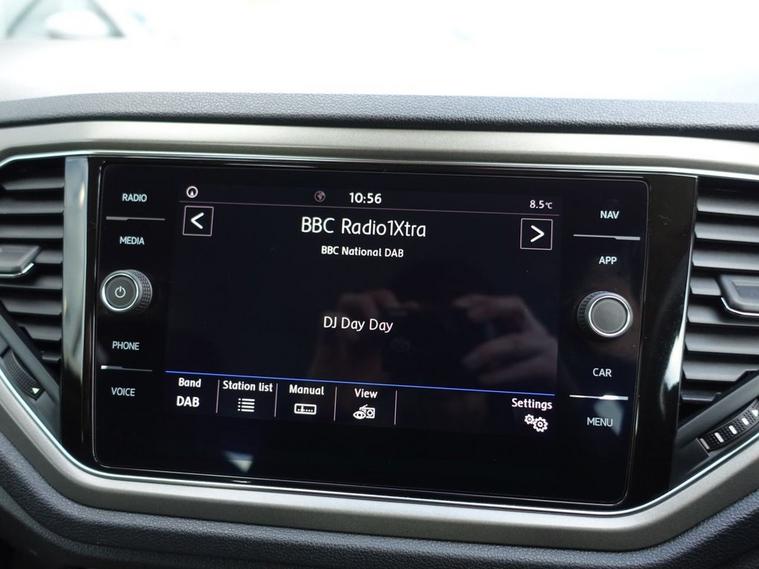 RADIO
MEDIA
PHONE
VOICE
10:56
8.5°C
<
BBC Radio1Xtra
>
BBC National DAB
DJ Day Day
Band
DAB
Station list
Manual
View
Settings
NAV
APP
CAR
MENU